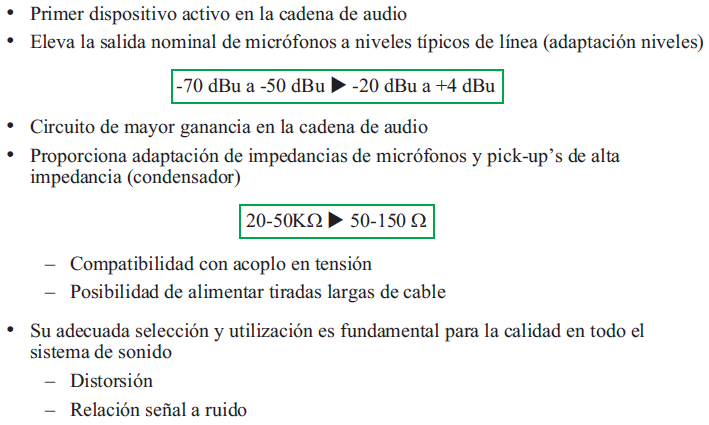 • Primer dispositivo activo en la cadena de audio
• Eleva la salida nominal de micrófonos a niveles típicos de línea (adaptación niveles)
-70 dBu a -50 dBu ▶ -20 dBu a +4 dBu
• Circuito de mayor ganancia en la cadena de audio
• Proporciona adaptación de impedancias de micrófonos y pick-up’s de alta
impedancia (condensador)
20-50KΩ ▶ 50-150 Ω
– Compatibilidad con acoplo en tensión
– Posibilidad de alimentar tiradas largas de cable
• Su adecuada selección y utilización es fundamental para la calidad en todo el
sistema de sonido
– Distorsión
– Relación señal a ruido